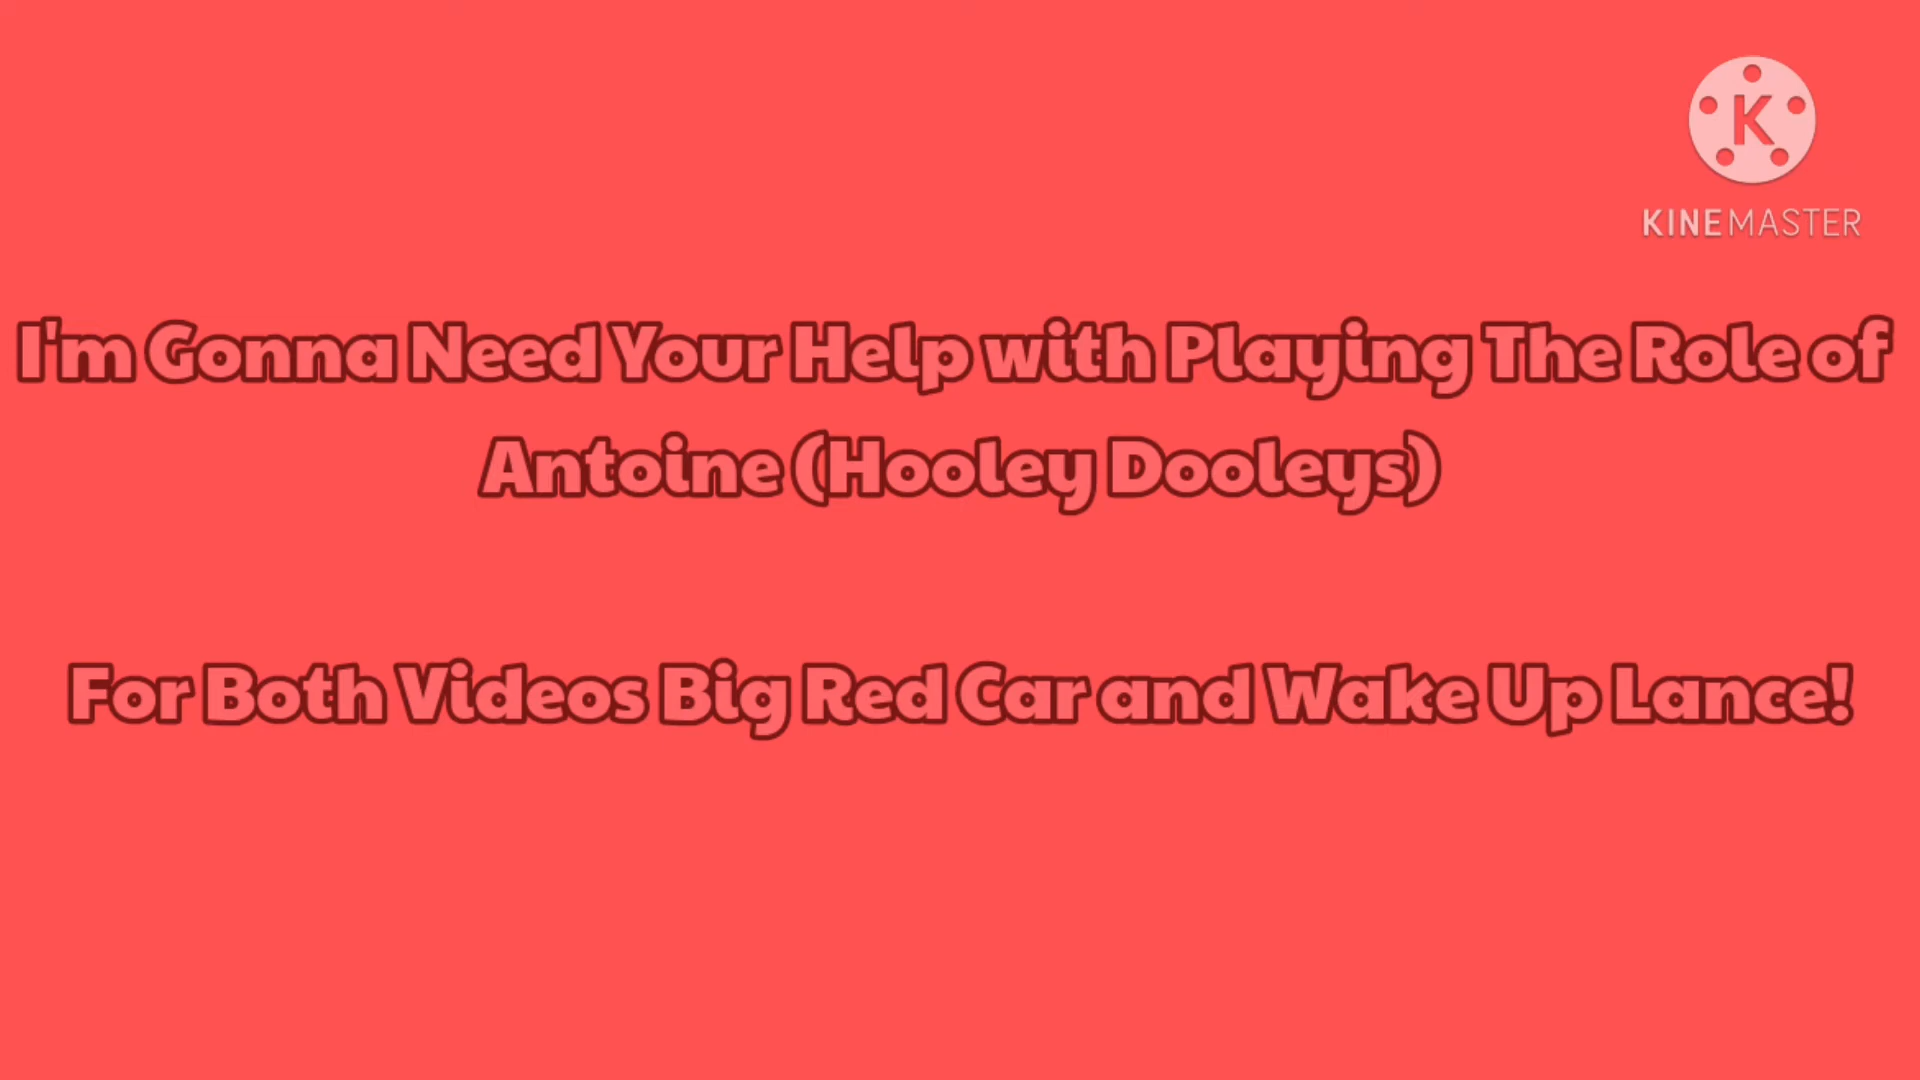 K
KINEMASTER
I'm Gonna Need Your Help with Playing The Role of
Antoine (Hooley Dooleys)
For Both Videos Big Red Car and Wake Up Lance!